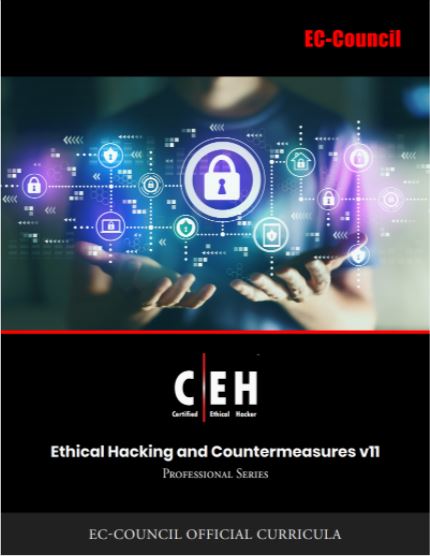 EC-Council
C|EH
Certified Ethical Hacker
Ethical Hacking and Countermeasures v11
Professional Series
EC-COUNCIL OFFICIAL CURRICULA